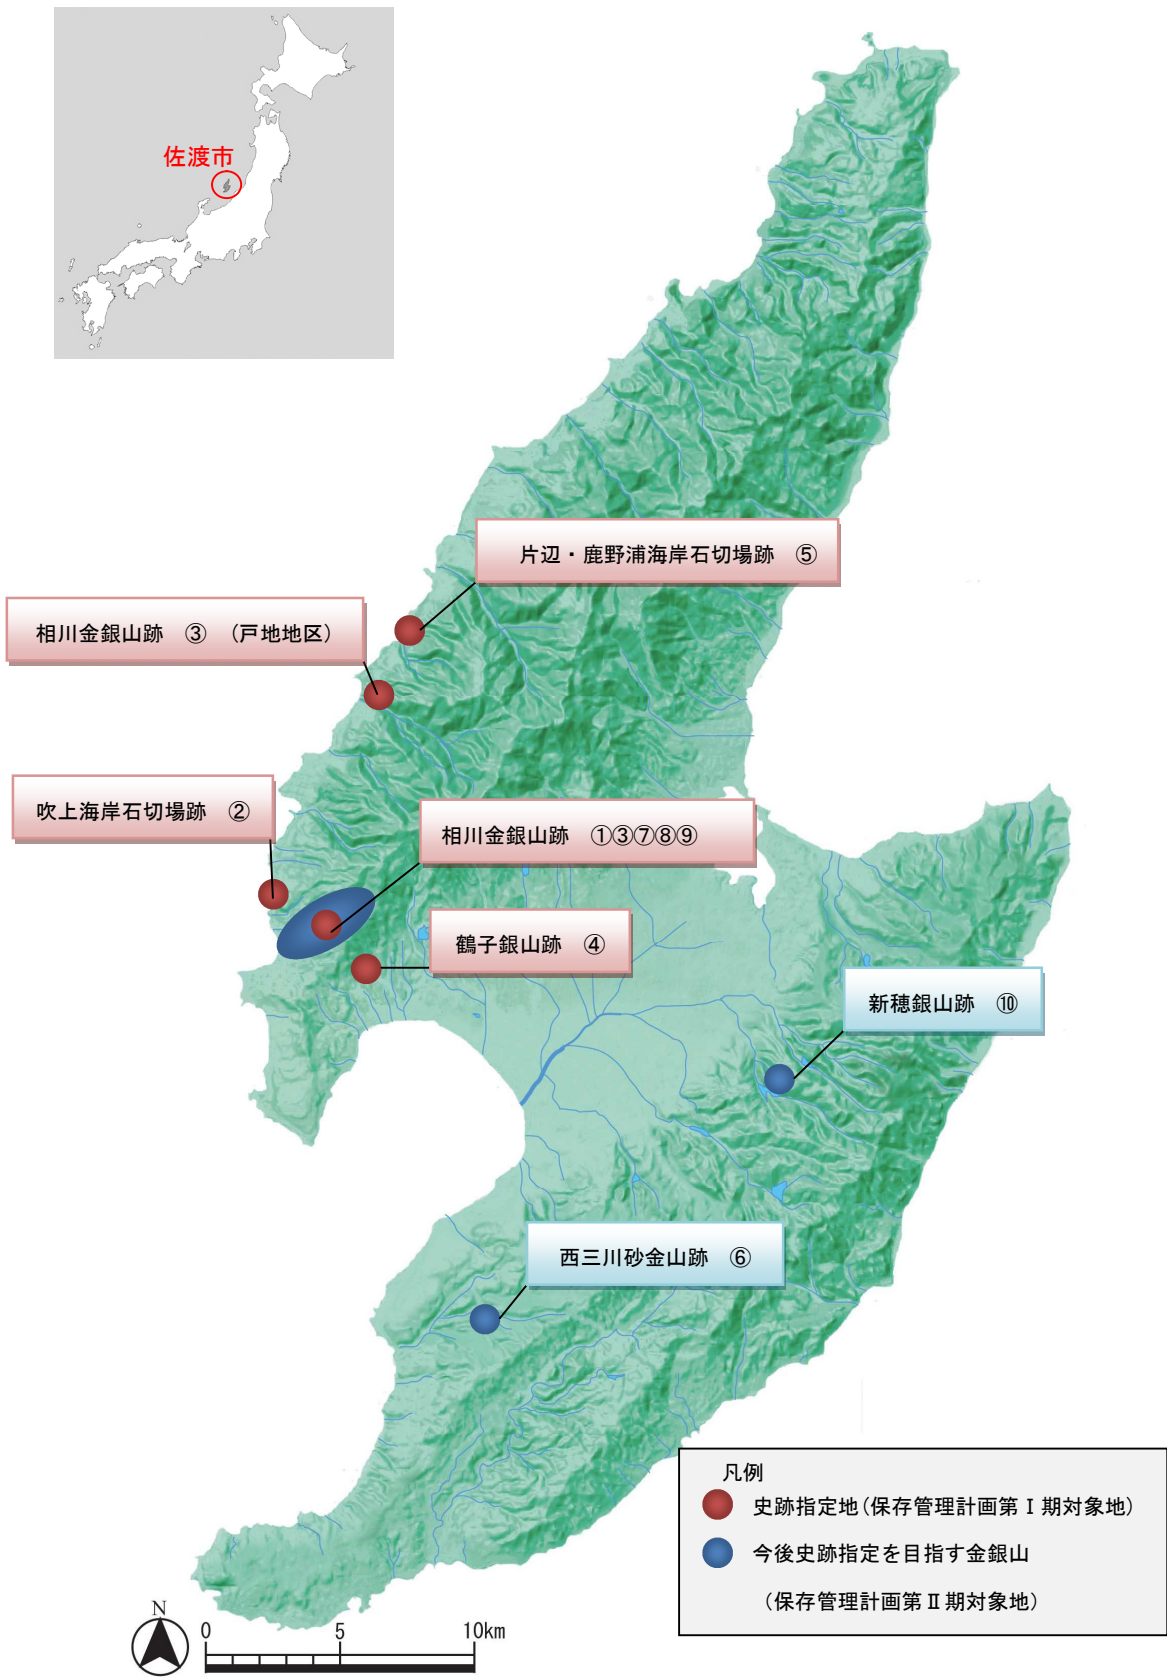 佐渡市
片辺・鹿野浦海岸石切場跡　⑤
相川金銀山跡　③　（戸地地区）
吹上海岸石切場跡　②
相川金銀山跡　①③⑦⑧⑨
鶴子銀山跡　④
新穂銀山跡　⑩
西三川砂金山跡　⑥
凡例
史跡指定地（保存管理計画第Ⅰ期対象地）
今後史跡指定を目指す金銀山
（保存管理計画第Ⅱ期対象地）
N
0 5 10km